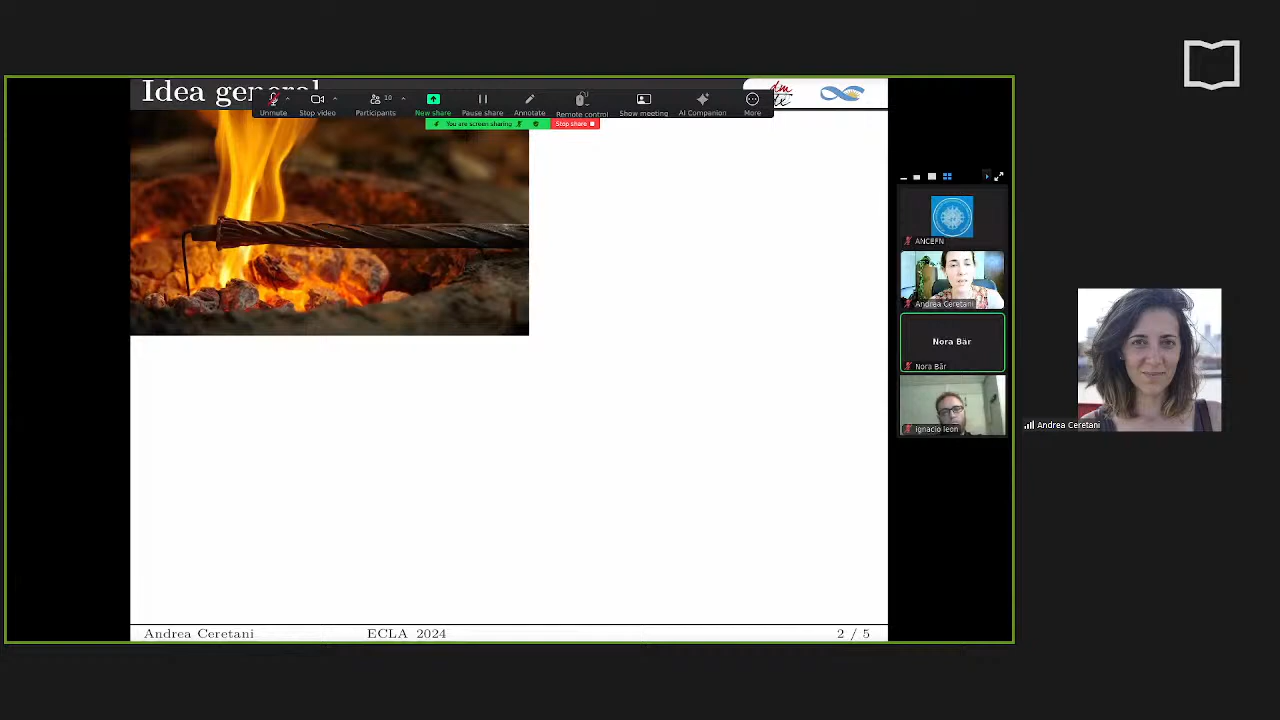 Idea general
Unmute
Stop video
Participants
10
New share
Pause share
Annotate
Remote control
Show meeting
AI Companion
More
You are screen sharing
Stop share
ANCEFN
Andrea Ceretani
Nora Bär
Nora Bär
ignacio leon
Andrea Ceretani
Andrea Ceretani
ECLA 2024
2 / 5